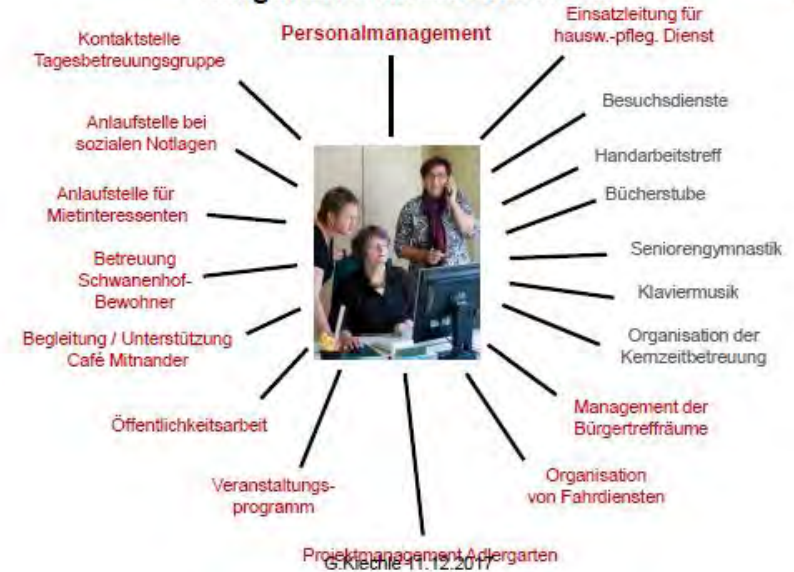 Personalmanagement
Einsatzleitung für
hausw.-pfleg. Dienst
Besuchsdienste
Handarbeitstreff
Bücherstube
Seniorengymnastik
Klaviermusik
Organisation der
Kernzeitbetreuung
Management der
Bürgertreffräume
Organisation
von Fahrdiensten
Projektmanagement Adlergarten
G.Kiechle 11.12.2017
Veranstaltungs-
programm
Öffentlichkeitsarbeit
Begleitung / Unterstützung
Café Mitnander
Betreuung
Schwanenhof-
Bewohner
Anlaufstelle für
Mietinteressenten
Anlaufstelle bei
sozialen Notlagen
Kontaktstelle
Tagesbetreuungsgruppe